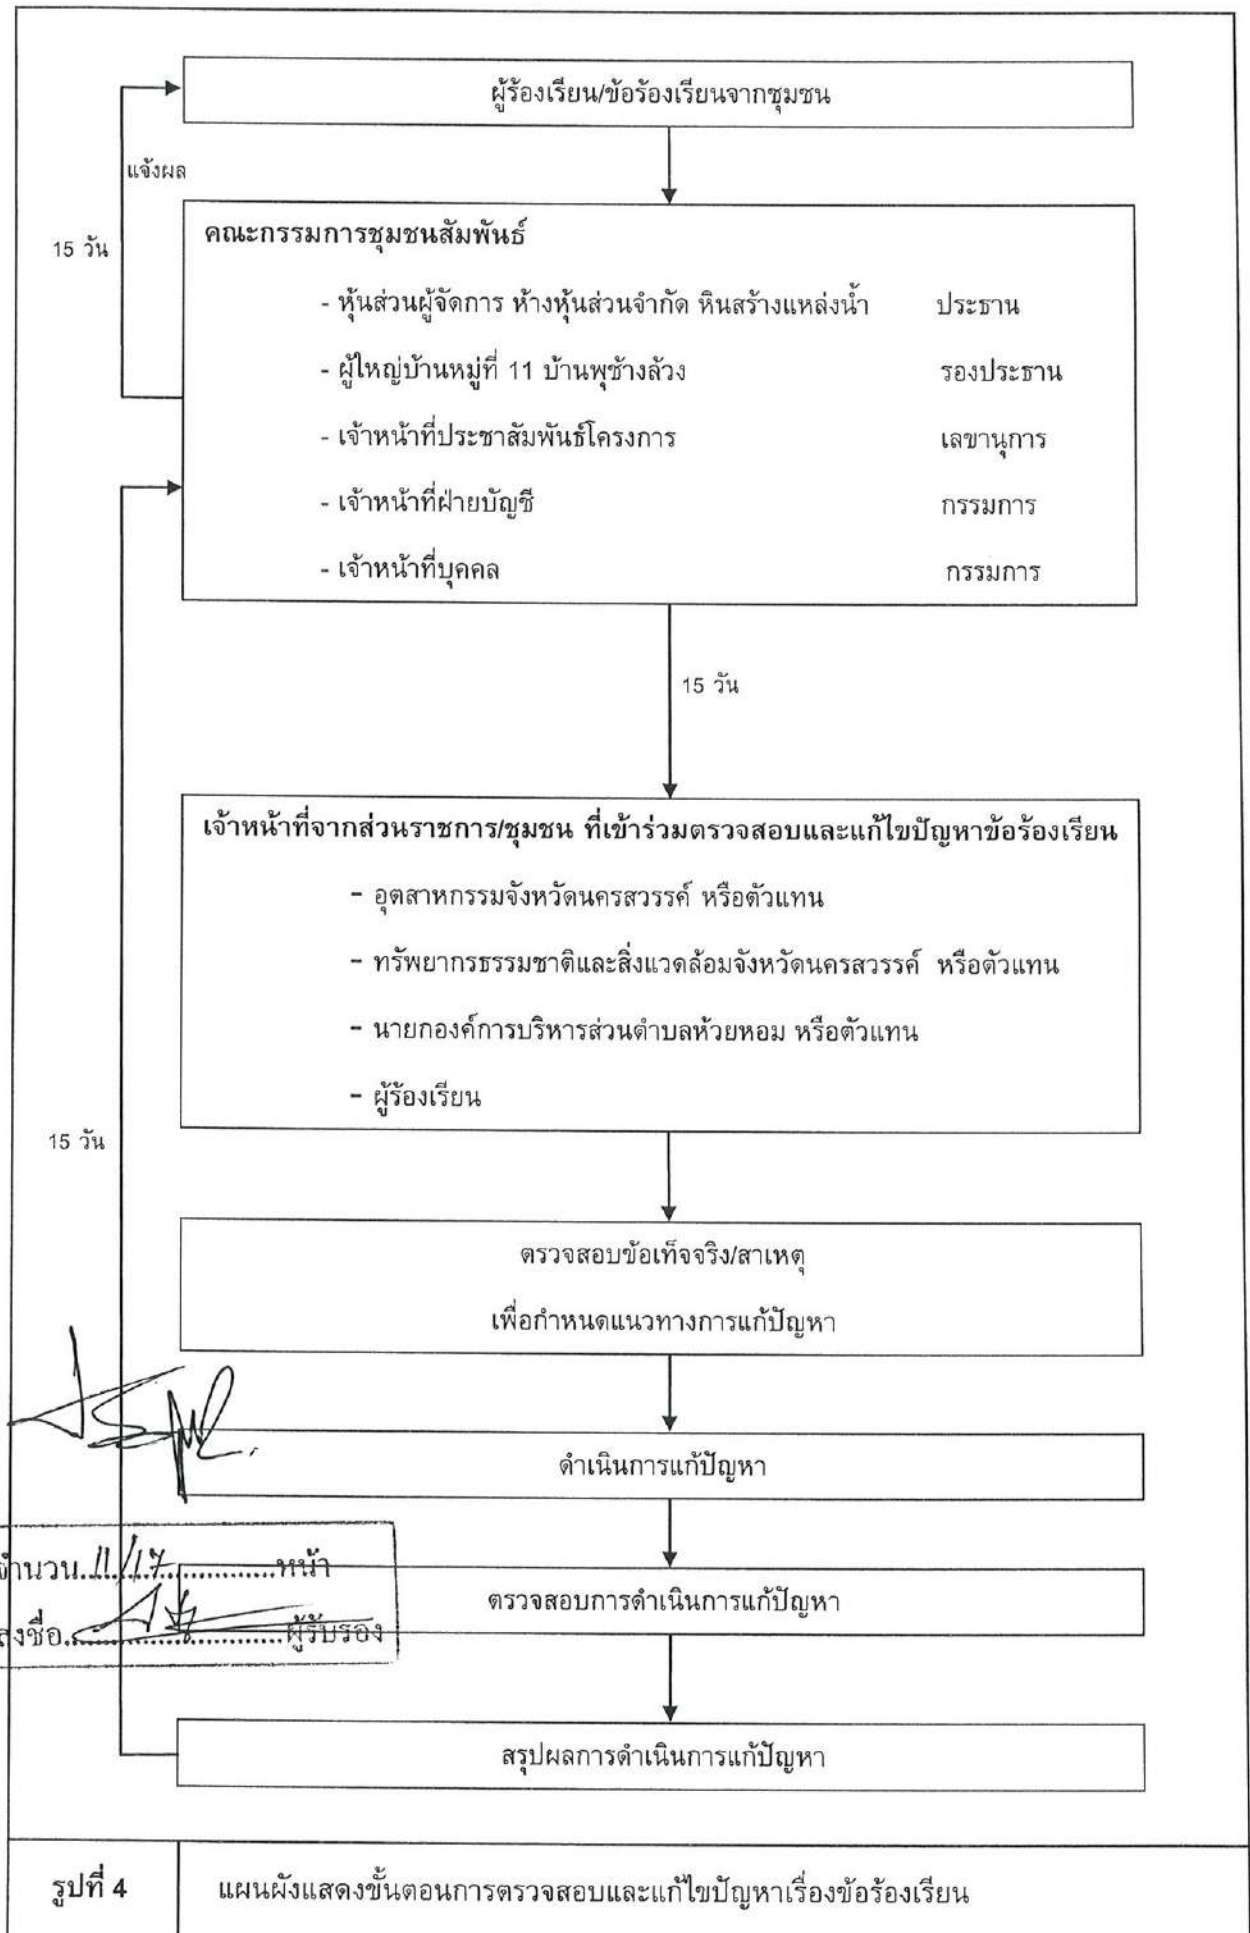 ผู้ร้องเรียน/ข้อร้องเรียนจากชุมชน
แจ้งผล
15 วัน
คณะกรรมการชุมชนสัมพันธ์
- หุ้นส่วนผู้จัดการ ห้างหุ้นส่วนจำกัด หินสร้างแหล่งน้ำ ประธาน
- ผู้ใหญ่บ้านหมู่ที่ 11 บ้านพุช้างล้วง รองประธาน
- เจ้าหน้าที่ประชาสัมพันธ์โครงการ เลขานุการ
- เจ้าหน้าที่ฝ่ายบัญชี กรรมการ
- เจ้าหน้าที่บุคคล กรรมการ
15 วัน
เจ้าหน้าที่จากส่วนราชการ/ชุมชน ที่เข้าร่วมตรวจสอบและแก้ไขปัญหาข้อร้องเรียน
- อุตสาหกรรมจังหวัดนครสวรรค์ หรือตัวแทน
- ทรัพยากรธรรมชาติและสิ่งแวดล้อมจังหวัดนครสวรรค์ หรือตัวแทน
- นายกองค์การบริหารส่วนตำบลห้วยหอม หรือตัวแทน
- ผู้ร้องเรียน
15 วัน
ตรวจสอบข้อเท็จจริง/สาเหตุ
เพื่อกำหนดแนวทางการแก้ปัญหา
ดำเนินการแก้ปัญหา
จำนวน..11/17..............หน้า
ตรวจสอบการดำเนินการแก้ปัญหา
ลงชื่อ..........................ผู้รับรอง
สรุปผลการดำเนินการแก้ปัญหา
รูปที่ 4 แผนผังแสดงขั้นตอนการตรวจสอบและแก้ไขปัญหาเรื่องข้อร้องเรียน